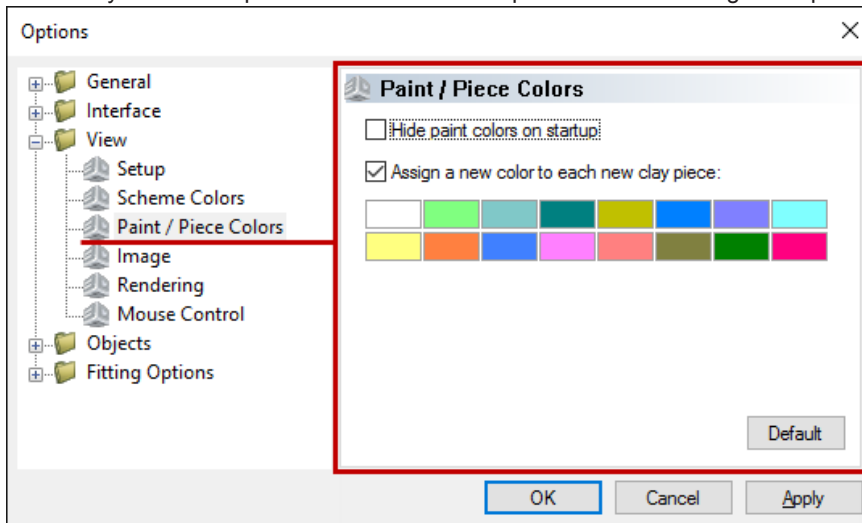 Options
General
Interface
View
Setup
Scheme Colors
Paint / Piece Colors
Image
Rendering
Mouse Control
Objects
Fitting Options
Paint / Piece Colors
Hide paint colors on startup
Assign a new color to each new clay piece:
Default
OK
Cancel
Apply